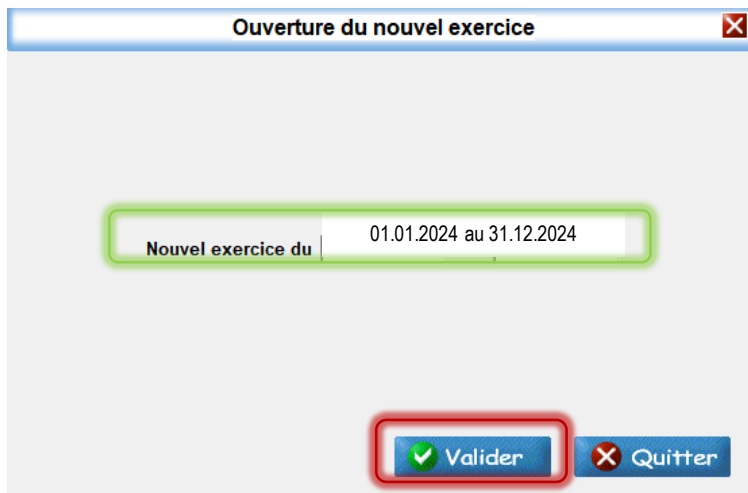 Ouverture du nouvel exercice
Nouvel exercice du 01.01.2024 au 31.12.2024
Valider Quitter